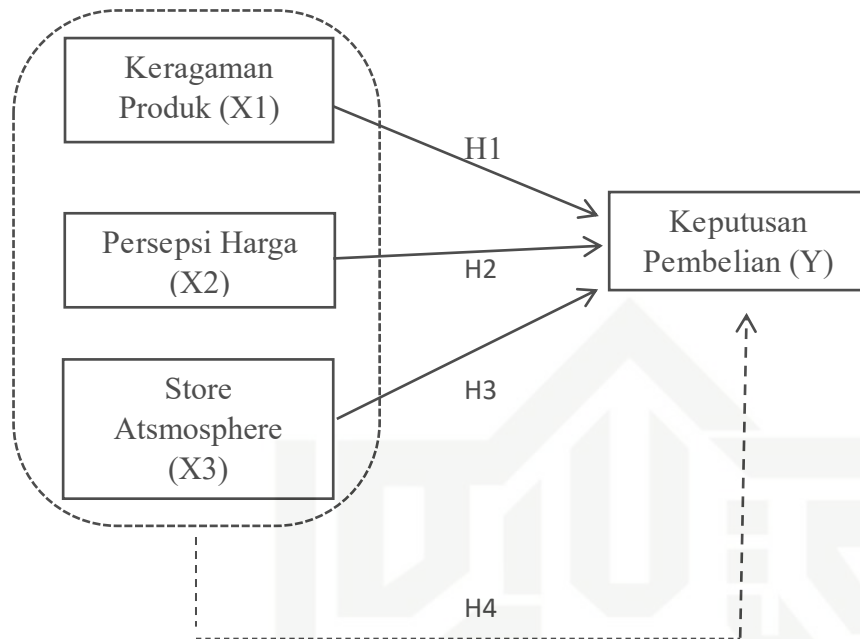 Keragaman
Produk (X1)
H1
Persepsi Harga
(X2)
H2
Keputusan
Pembelian (Y)
Store
Atsmosphere
(X3)
H3
H4